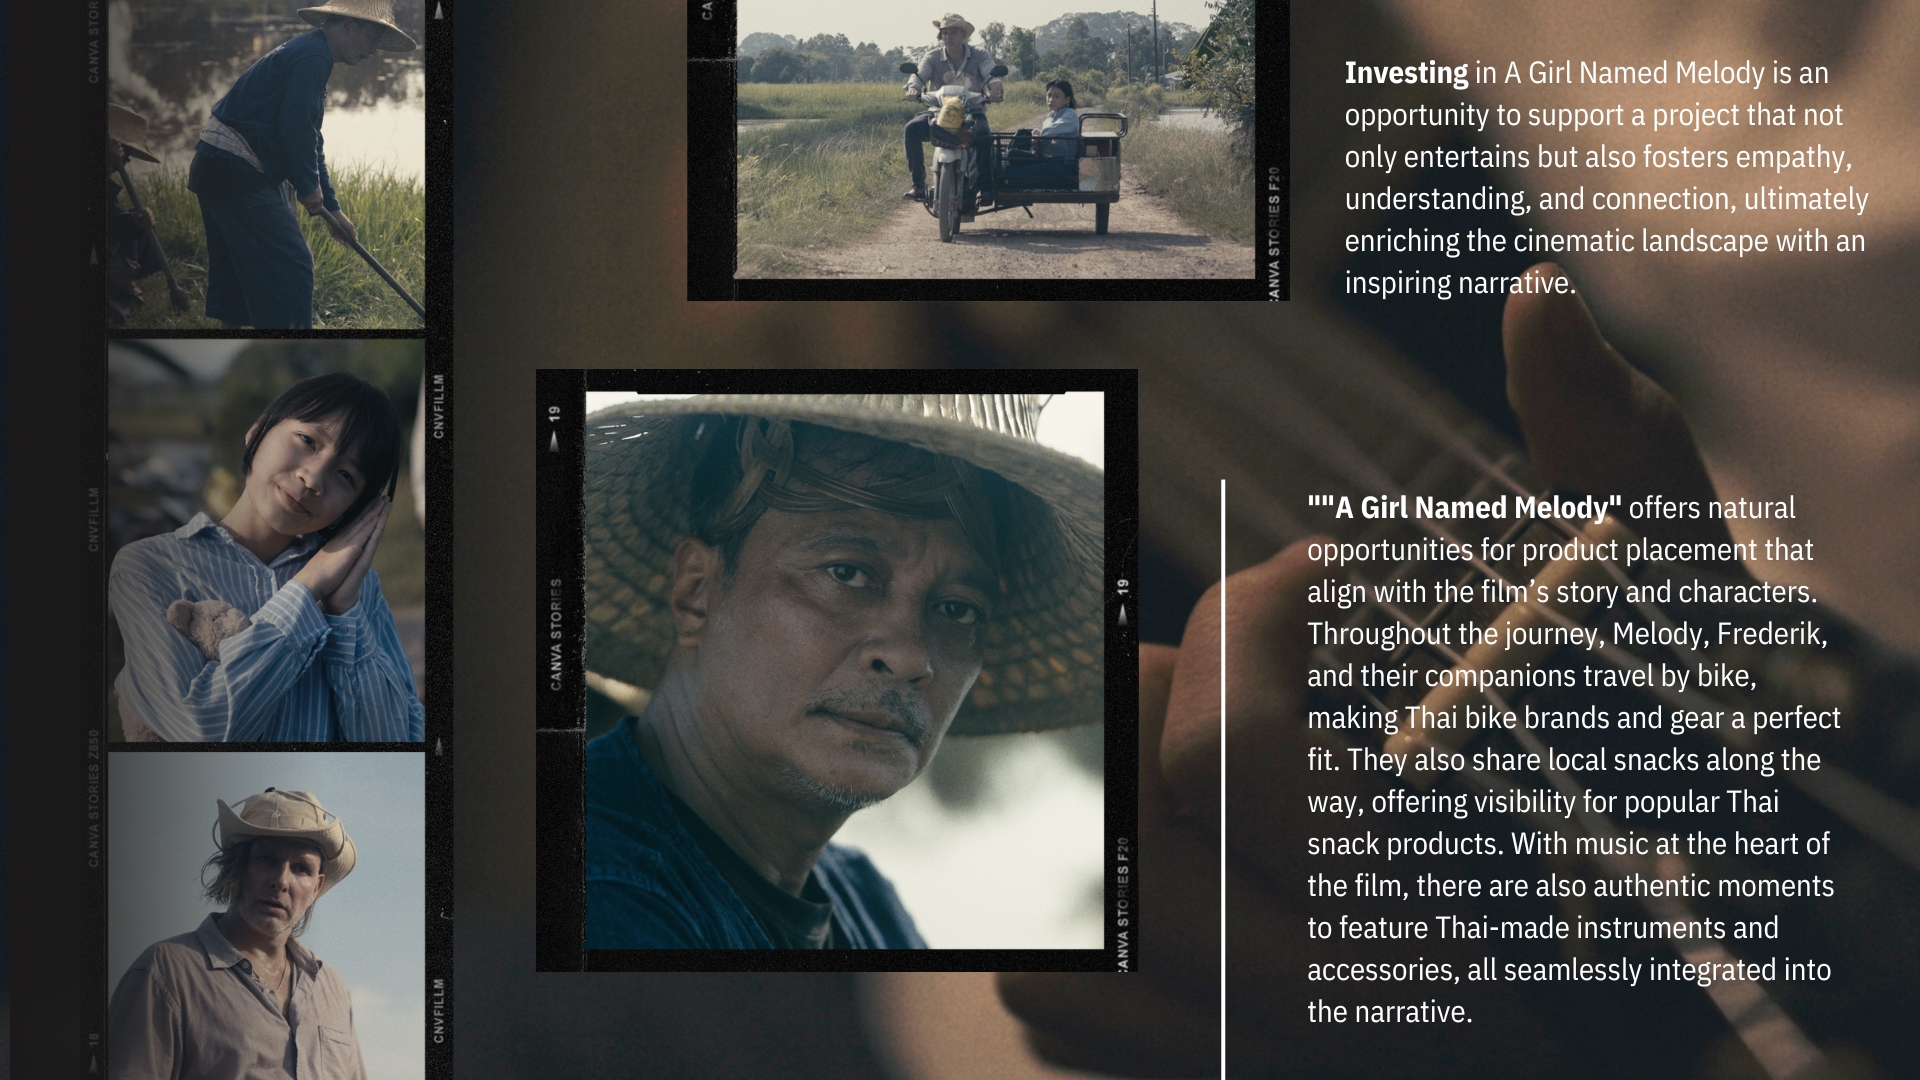 Investing in A Girl Named Melody is an
opportunity to support a project that not
only entertains but also fosters empathy,
understanding, and connection, ultimately
enriching the cinematic landscape with an
inspiring narrative.
""A Girl Named Melody" offers natural
opportunities for product placement that
align with the film’s story and characters.
Throughout the journey, Melody, Frederik,
and their companions travel by bike,
making Thai bike brands and gear a perfect
fit. They also share local snacks along the
way, offering visibility for popular Thai
snack products. With music at the heart of
the film, there are also authentic moments
to feature Thai-made instruments and
accessories, all seamlessly integrated into
the narrative.
CANVA STOR
CNVFILLM
CANVA STORIES Z850
18
CNVFILLM
CNVFILLM
CA
CANVA STORIES F20
19
CANVA STORIES
19
CANVA STORIES F20